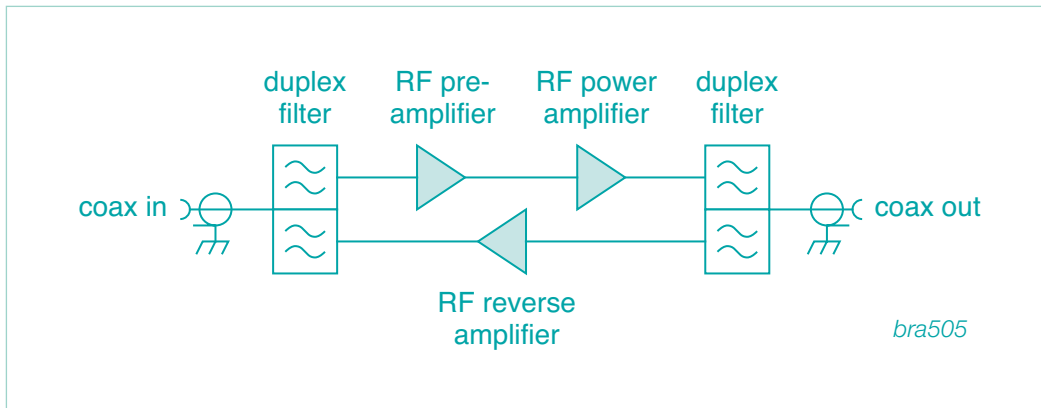 duplex
filter
RF pre-
amplifier
RF power
amplifier
duplex
filter
coax in
coax out
RF reverse
amplifier
bra505